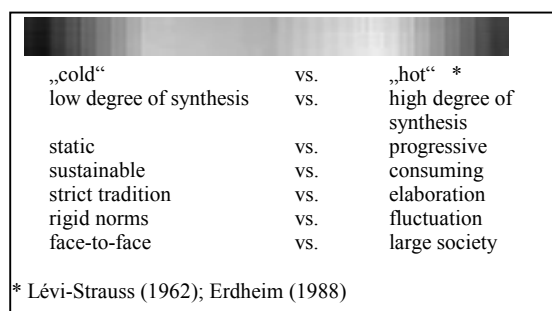 „cold“ vs. „hot“ *
low degree of synthesis vs. high degree of
synthesis
static vs. progressive
sustainable vs. consuming
strict tradition vs. elaboration
rigid norms vs. fluctuation
face-to-face vs. large society
* Lévi-Strauss (1962); Erdheim (1988)